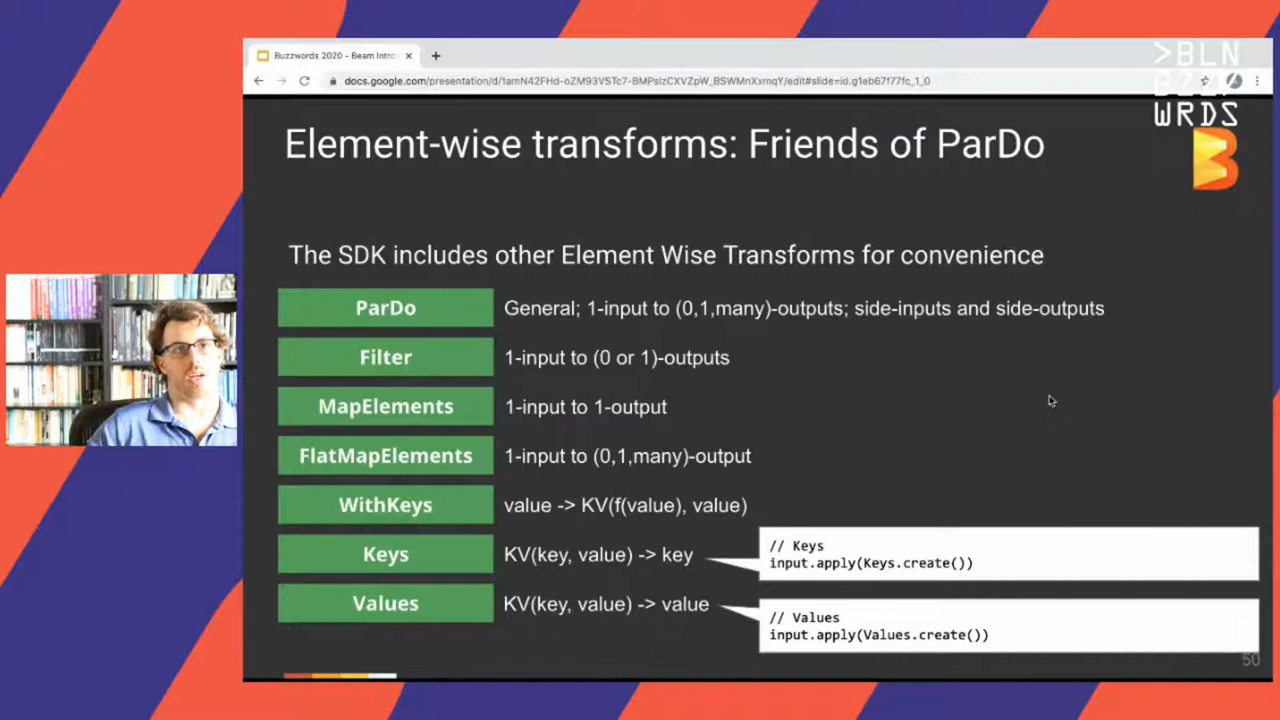 Buzzwords 2020 - Beam Intro
docs.google.com/presentation/d/1amN42FHd-oZM93VSTc7-BMPslzCXVZpW_BSWMnXxmqY/edit#slide=id.g1eb67f77fc_1_0
>BLN
WRDS
Element-wise transforms: Friends of ParDo
The SDK includes other Element Wise Transforms for convenience
ParDo General; 1-input to (0,1,many)-outputs; side-inputs and side-outputs
Filter 1-input to (0 or 1)-outputs
MapElements 1-input to 1-output
FlatMapElements 1-input to (0,1,many)-output
WithKeys value -> KV(f(value), value)
Keys KV(key, value) -> key
// Keys
input.apply(Keys.create())
Values KV(key, value) -> value
// Values
input.apply(Values.create())
50